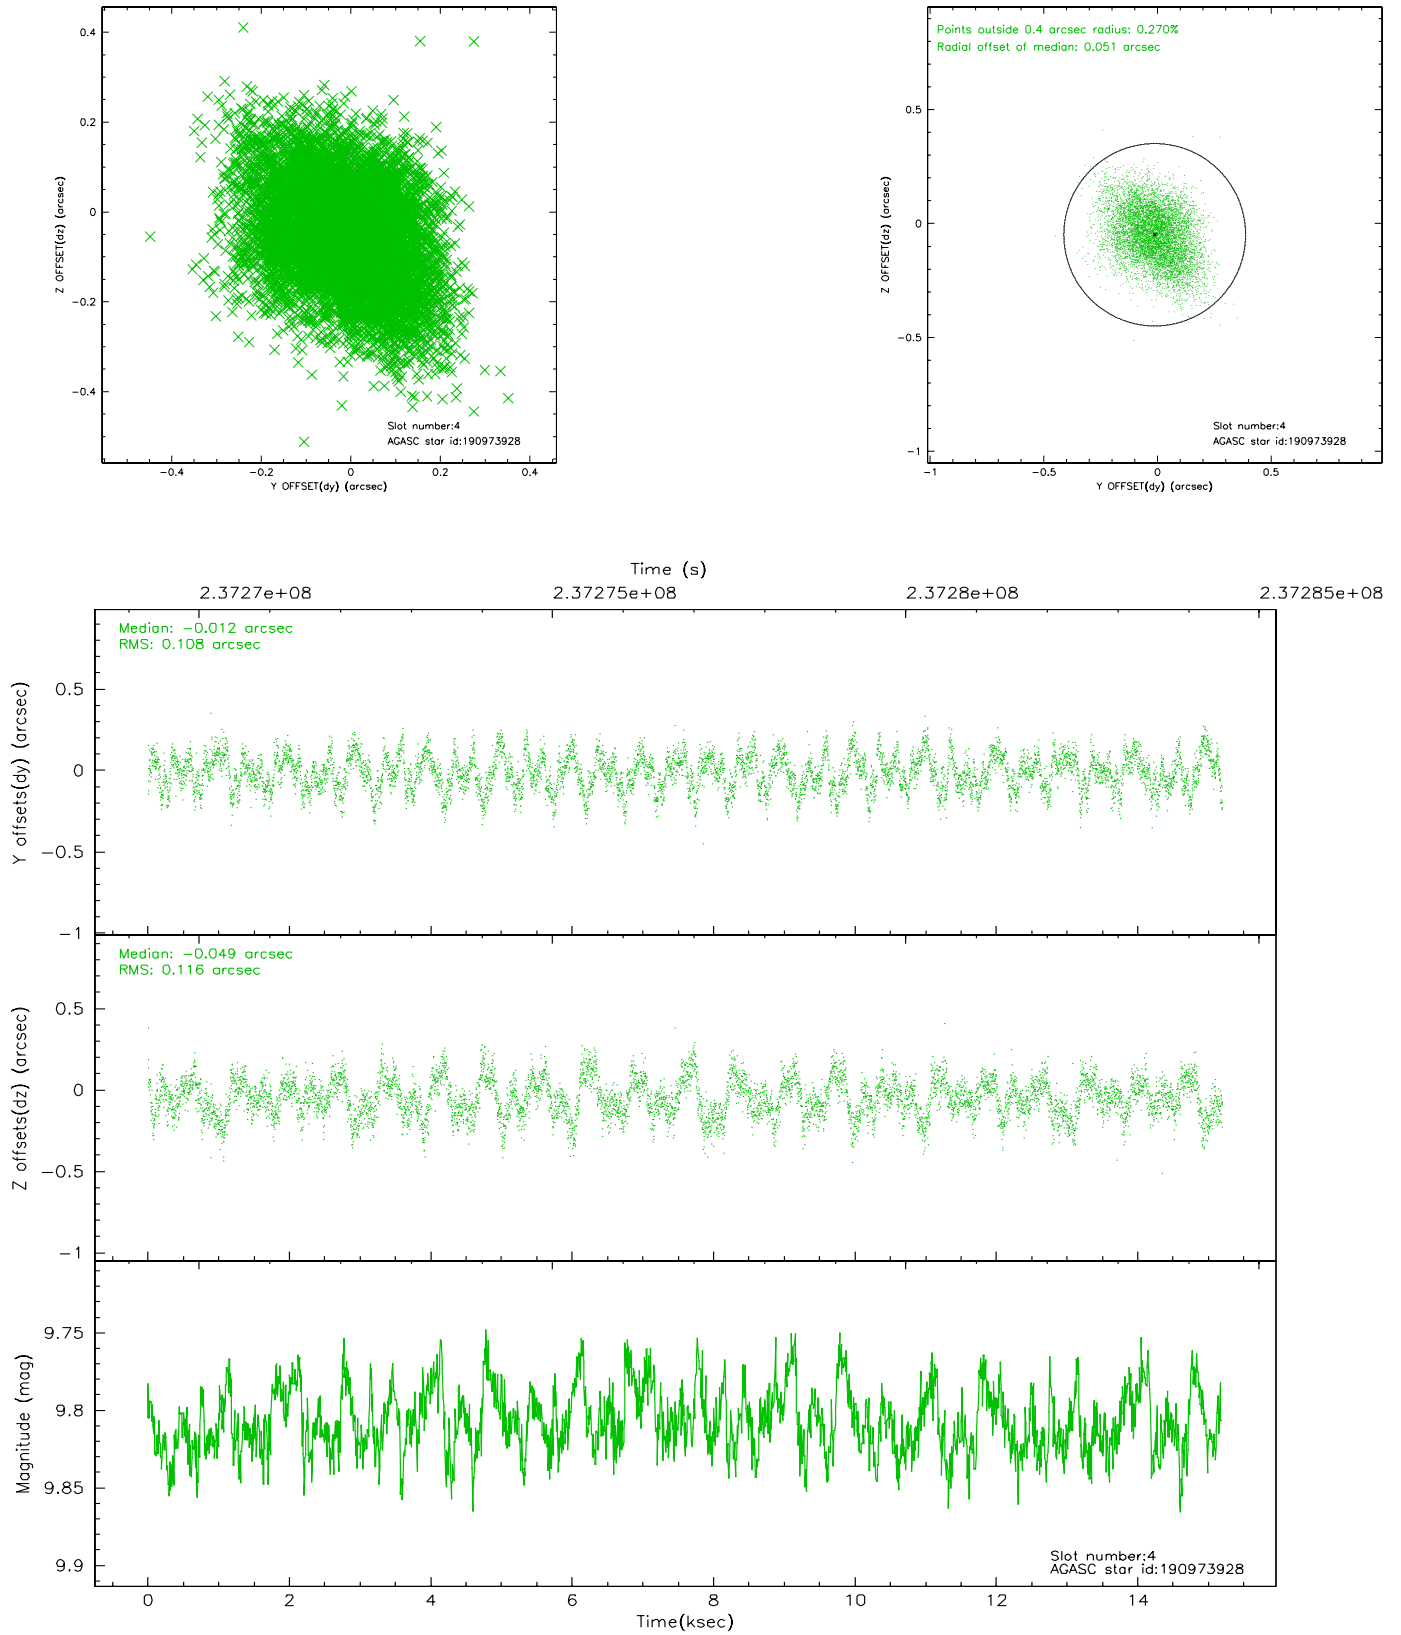 0.4
0.2
0
−0.2
−0.4
Z OFFSET(dz) (arcsec)
−0.4
−0.2
0
0.2
0.4
Y OFFSET(dy) (arcsec)
Slot number:4
AGASC star id:190973928
Points outside 0.4 arcsec radius: 0.270%
Radial offset of median: 0.051 arcsec
0.5
0
−0.5
−1
Z OFFSET(dz) (arcsec)
−1
−0.5
0
0.5
Y OFFSET(dy) (arcsec)
Slot number:4
AGASC star id:190973928
Time (s)
2.3727e+08
2.37275e+08
2.3728e+08
2.37285e+08
Median: −0.012 arcsec
RMS: 0.108 arcsec
0.5
0
−0.5
−1
Y offsets(dy) (arcsec)
Median: −0.049 arcsec
RMS: 0.116 arcsec
0.5
0
−0.5
−1
Z offsets(dz) (arcsec)
9.75
9.8
9.85
9.9
Magnitude (mag)
Slot number:4
AGASC star id:190973928
0
2
4
6
8
10
12
14
Time(ksec)